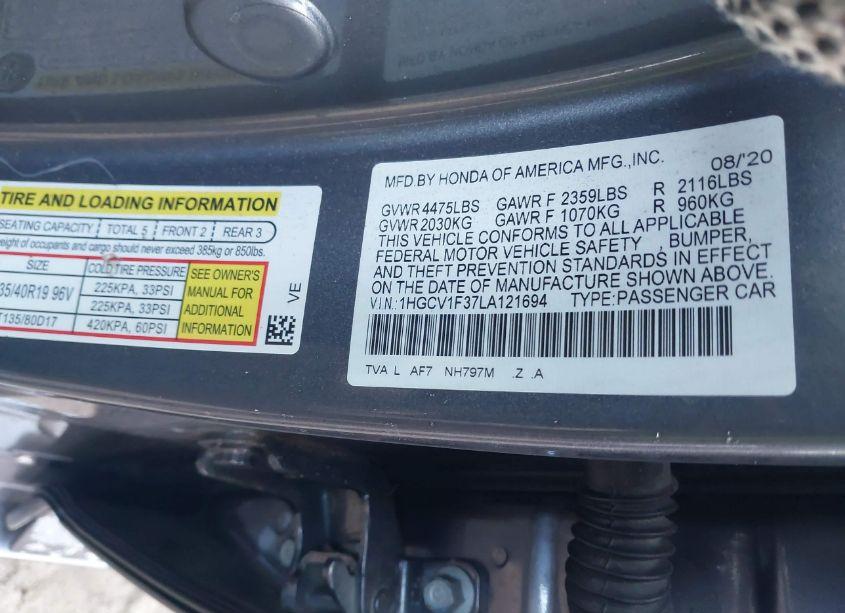 TIRE AND LOADING INFORMATION
SEATING CAPACITY TOTAL 5 FRONT 2 REAR 3
weight of occupants and cargo should never exceed 385kg or 850lbs.
SIZE COLD TIRE PRESSURE SEE OWNER'S MANUAL FOR ADDITIONAL INFORMATION
35/40R19 96V 225KPA, 33PSI
225KPA, 33PSI
T135/80D17 420KPA, 60PSI
VE
MFD.BY HONDA OF AMERICA MFG.,INC. 08/'20
GVWR 4475LBS GAWR F 2359LBS R 2116LBS
GVWR 2030KG GAWR F 1070KG R 960KG
THIS VEHICLE CONFORMS TO ALL APPLICABLE
FEDERAL MOTOR VEHICLE SAFETY , BUMPER,
AND THEFT PREVENTION STANDARDS IN EFFECT
ON THE DATE OF MANUFACTURE SHOWN ABOVE.
V.I.N.:1HGCV1F37LA121694 TYPE:PASSENGER CAR
TVA L AF7 NH797M .Z .A